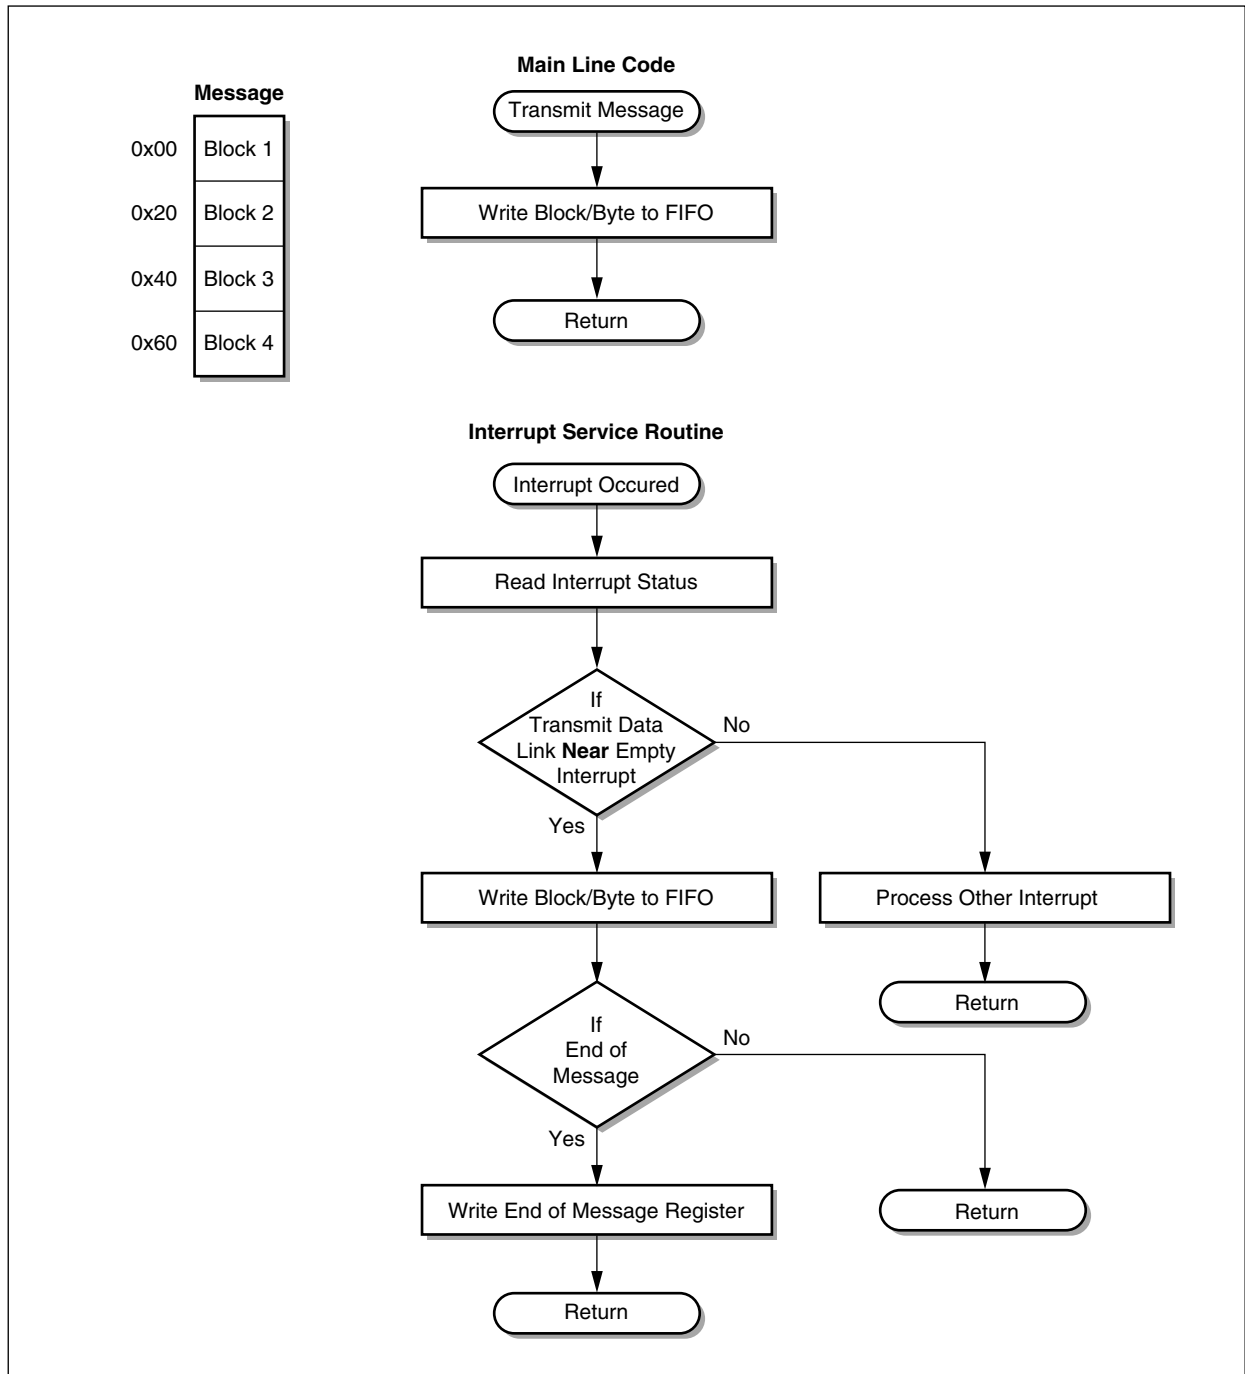 Main Line Code
Transmit Message
Write Block/Byte to FIFO
Return
Message
0x00 Block 1
0x20 Block 2
0x40 Block 3
0x60 Block 4
Interrupt Service Routine
Interrupt Occured
Read Interrupt Status
If
Transmit Data
Link Near Empty
Interrupt
No
Yes
Write Block/Byte to FIFO
Process Other Interrupt
Return
If
End of
Message
No
Yes
Write End of Message Register
Return
Return